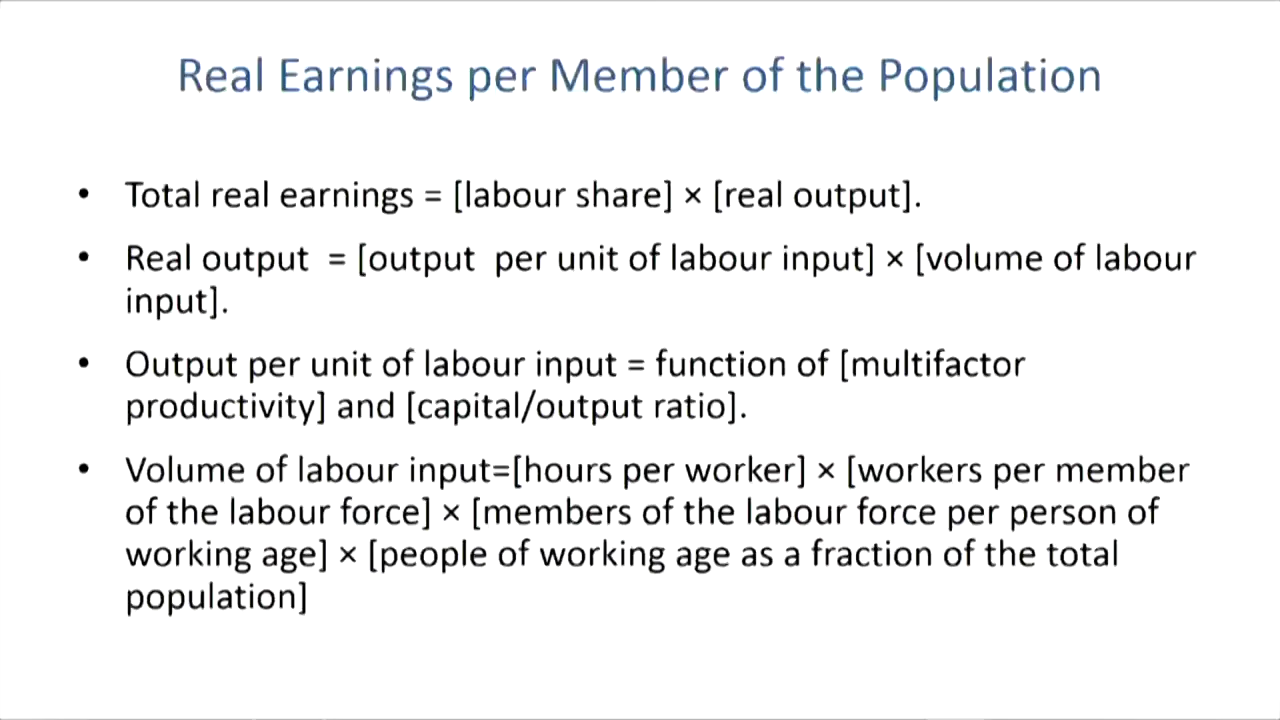 Real Earnings per Member of the Population
• Total real earnings = [labour share] × [real output].
• Real output = [output per unit of labour input] × [volume of labour
input].
• Output per unit of labour input = function of [multifactor
productivity] and [capital/output ratio].
• Volume of labour input=[hours per worker] × [workers per member
of the labour force] × [members of the labour force per person of
working age] × [people of working age as a fraction of the total
population]